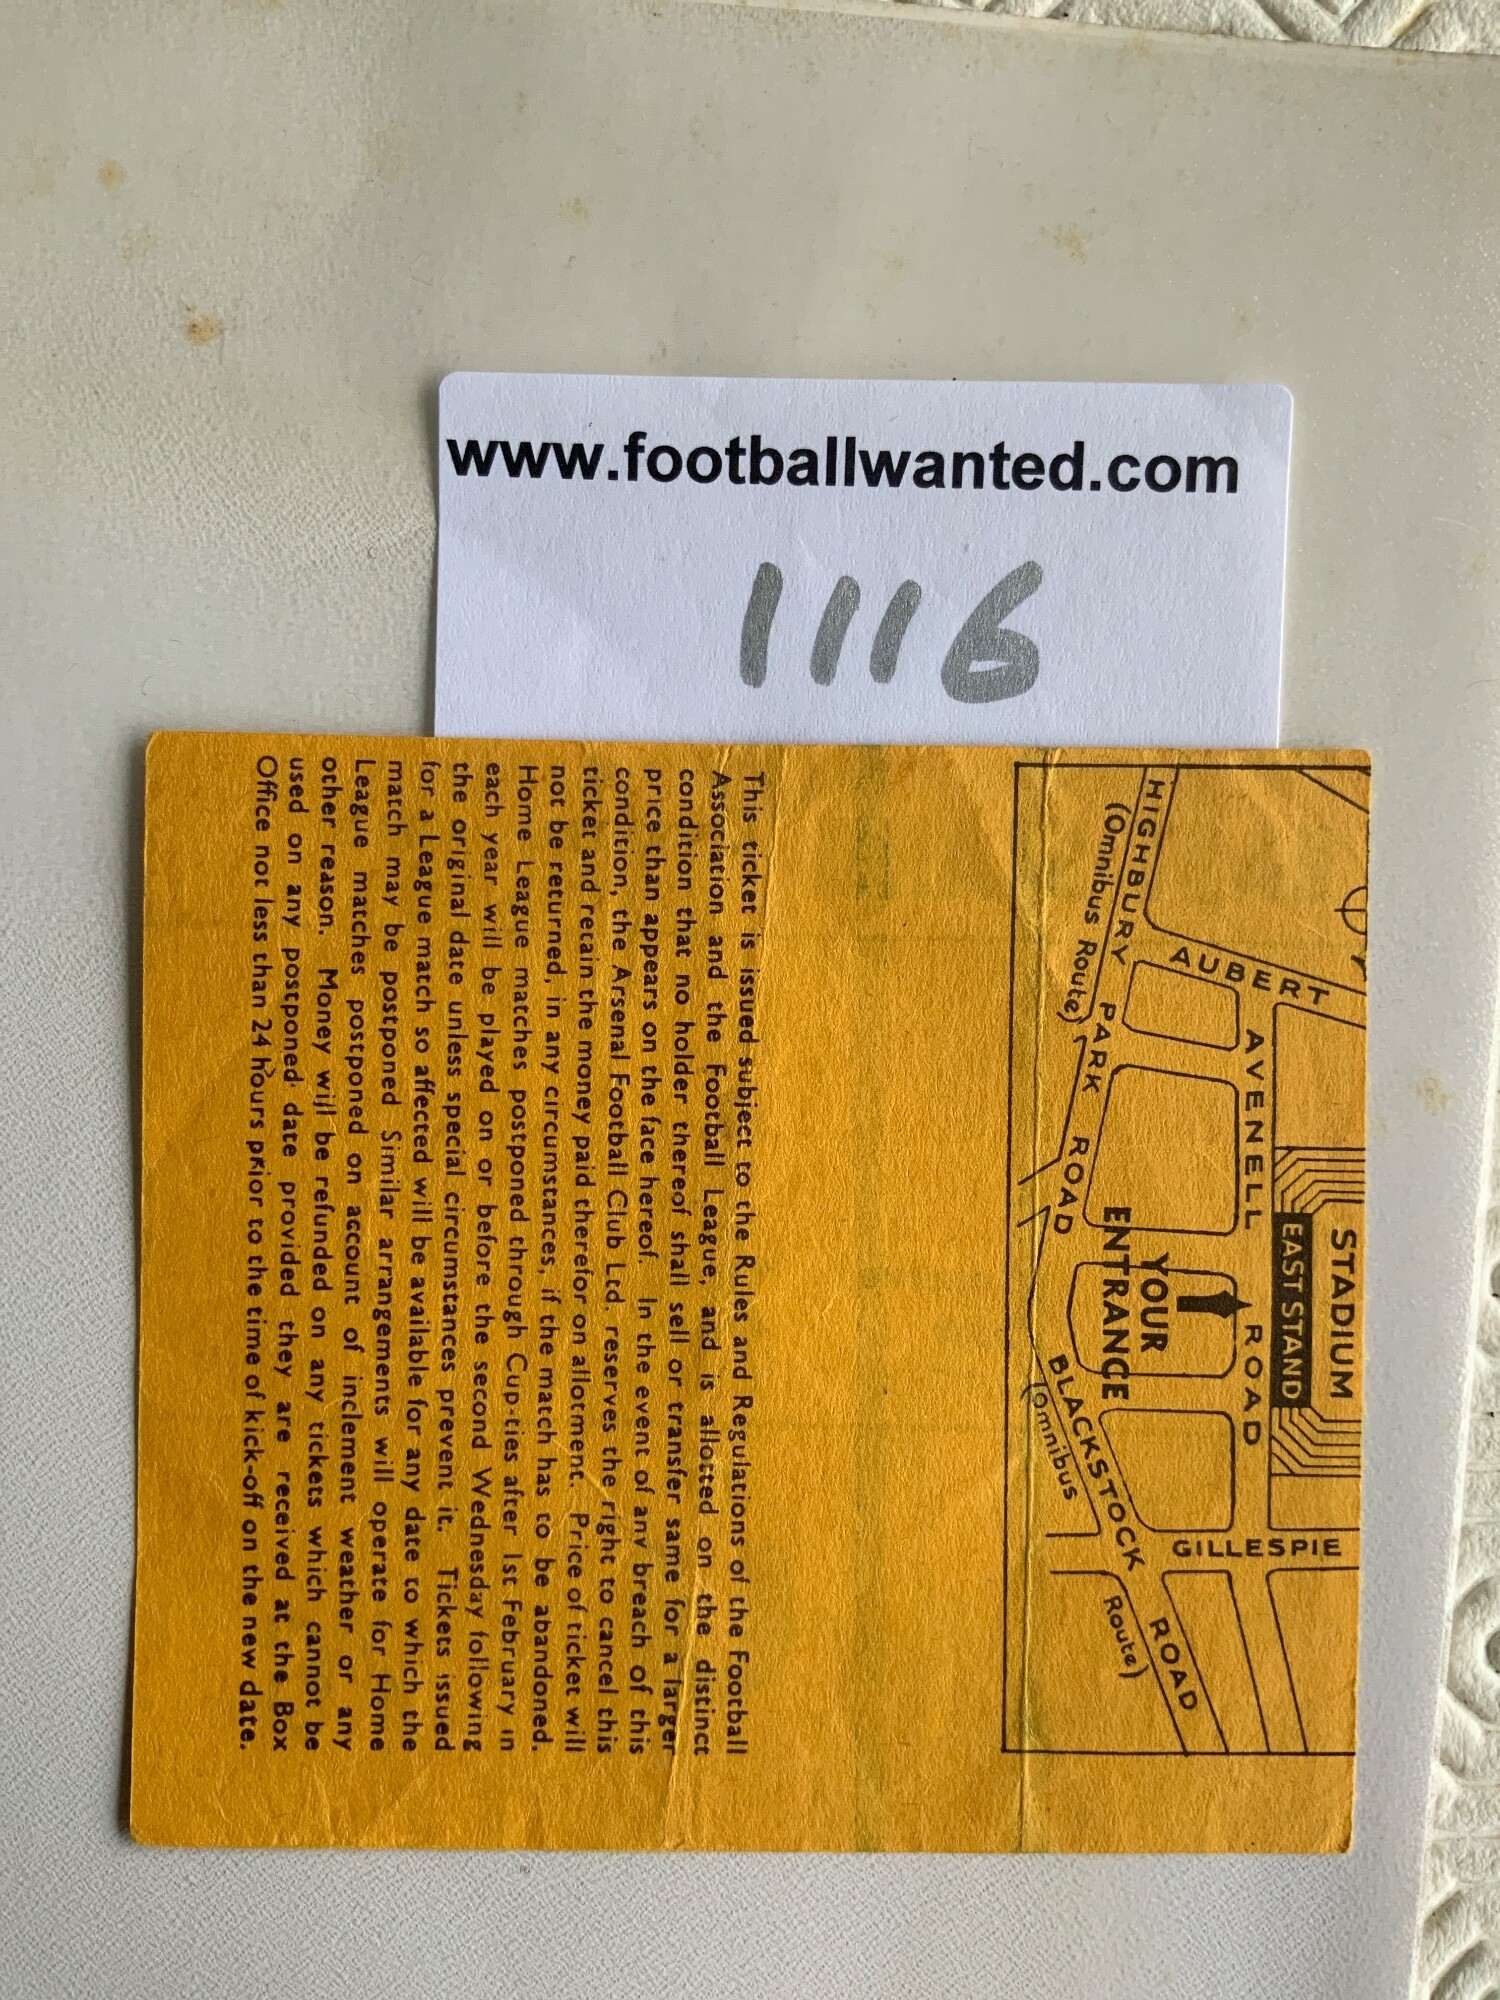 www.footballwanted.com
1116
STADIUM
EAST STAND
AUBERT
AVENELL ROAD
GILLESPIE
YOUR
ENTRANCE
HIGHBURY PARK ROAD
(Omnibus Route)
BLACKSTOCK ROAD
(Omnibus Route)
This ticket is issued subject to the Rules and Regulations of the Football
Association and the Football League, and is allotted on the distinct
condition that no holder thereof shall sell or transfer same for a larger
price than appears on the face hereof. In the event of any breach of this
condition, the Arsenal Football Club Ltd. reserves the right to cancel this
ticket and retain the money paid therefor on allotment. Price of ticket will
not be returned, in any circumstances, if the match has to be abandoned.
Home League matches postponed through Cup-ties after 1st February in
each year will be played on or before the second Wednesday following
the original date unless special circumstances prevent it. Tickets issued
for a League match so affected will be available for any date to which the
match may be postponed Similar arrangements will operate for Home
League matches postponed on account of inclement weather or any
other reason. Money will be refunded on any tickets which cannot be
used on any postponed date provided they are received at the Box
Office not less than 24 hours prior to the time of kick-off on the new date.